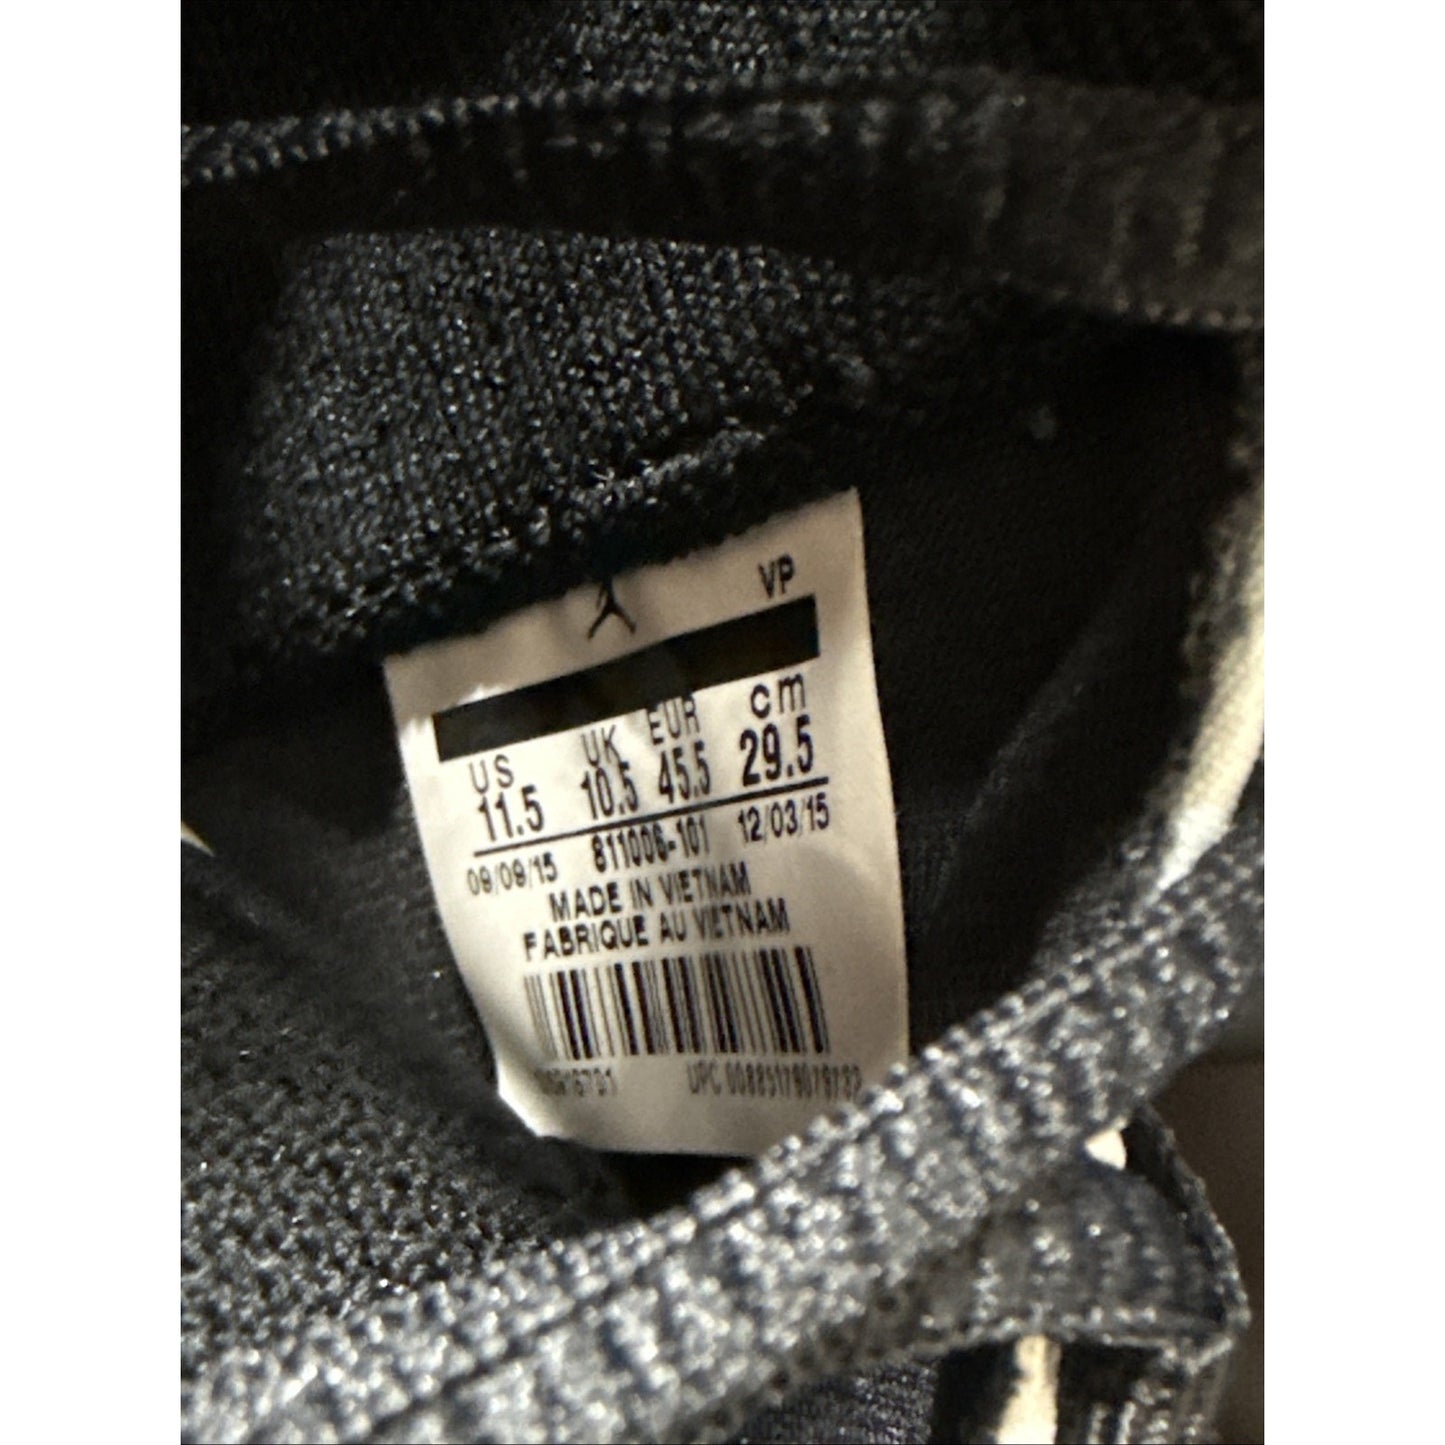 VP
US UK EUR cm
11.5 10.5 45.5 29.5
09/09/15 811006-101 12/03/15
MADE IN VIETNAM
FABRIQUE AU VIETNAM
UPC